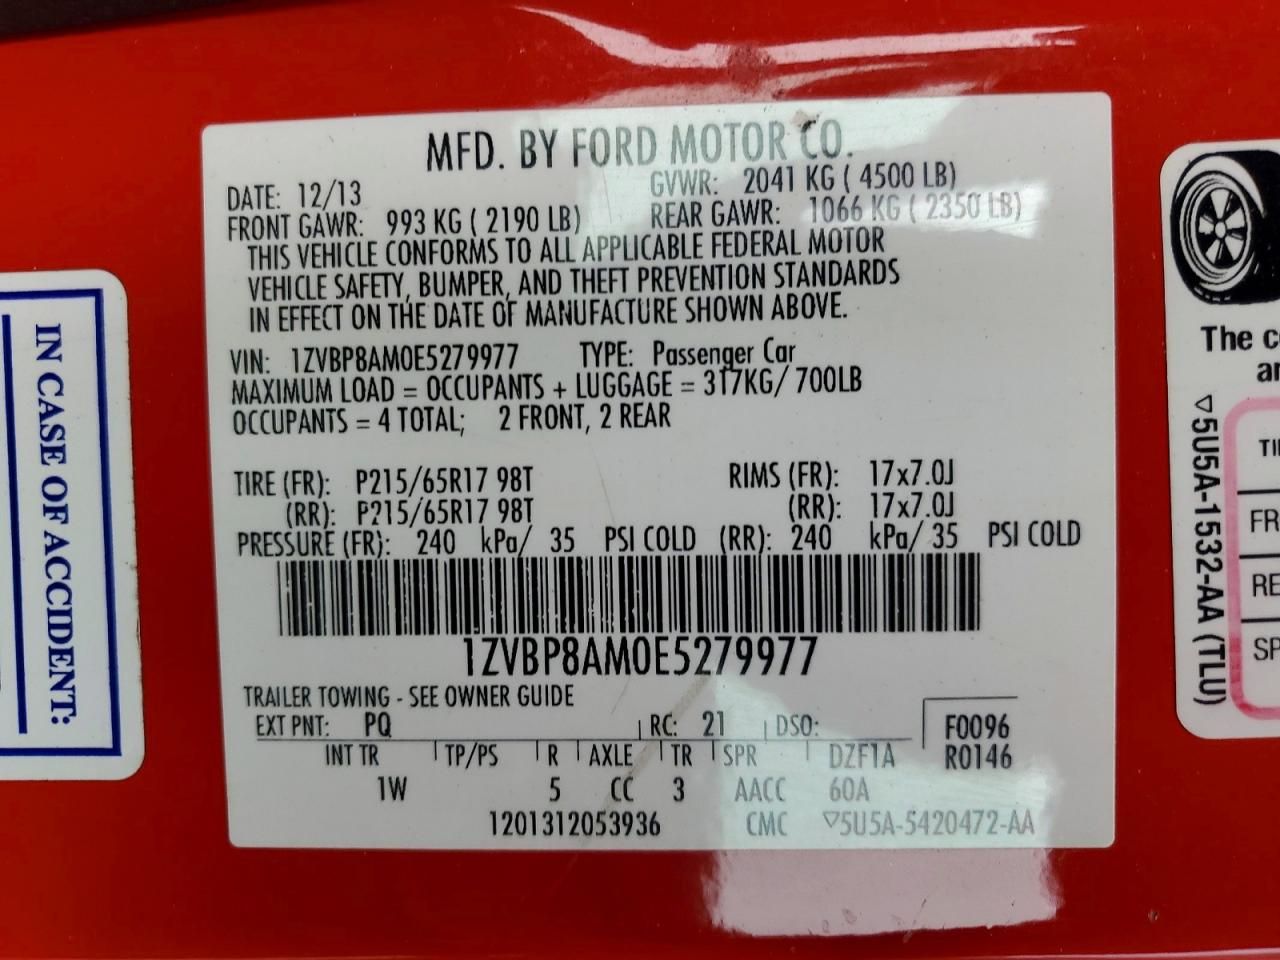 MFD. BY FORD MOTOR CO.
DATE: 12/13 GVWR: 2041 KG ( 4500 LB)
FRONT GAWR: 993 KG ( 2190 LB) REAR GAWR: 1066 KG ( 2350 LB)
THIS VEHICLE CONFORMS TO ALL APPLICABLE FEDERAL MOTOR
VEHICLE SAFETY, BUMPER, AND THEFT PREVENTION STANDARDS
IN EFFECT ON THE DATE OF MANUFACTURE SHOWN ABOVE.
VIN: 1ZVBP8AM0E5279977 TYPE: Passenger Car
MAXIMUM LOAD = OCCUPANTS + LUGGAGE = 317KG/ 700LB
OCCUPANTS = 4 TOTAL; 2 FRONT, 2 REAR
TIRE (FR): P215/65R17 98T RIMS (FR): 17x7.0J
(RR): P215/65R17 98T (RR): 17x7.0J
PRESSURE (FR): 240 kPa/ 35 PSI COLD (RR): 240 kPa/ 35 PSI COLD
1ZVBP8AM0E5279977
TRAILER TOWING - SEE OWNER GUIDE
EXT PNT: PQ RC: 21 DSO: F0096
INT TR TP/PS R AXLE TR SPR DZF1A R0146
1W 5 CC 3 AACC 60A
1201312053936 CMC ▽5U5A-5420472-AA
IN CASE OF ACCIDENT:
The c
ar
▽5U5A-1532-AA (TLU)
TI
FR
RE
SP